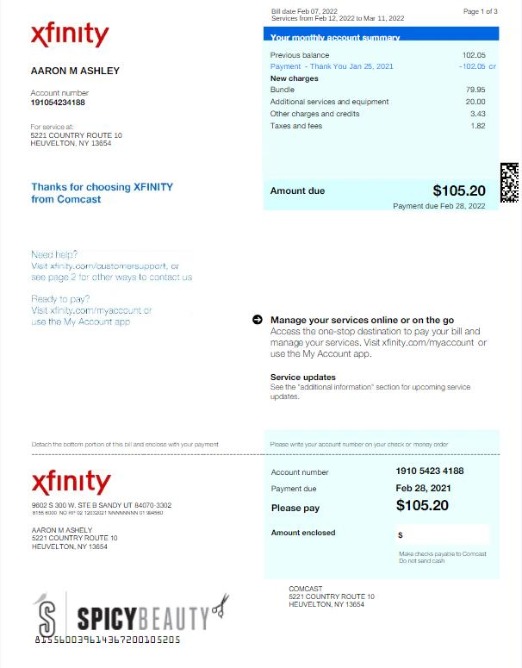 Bill date Feb 07, 2022
Services from Feb 12, 2022 to Mar 11, 2022
Page 1 of 3
xfinity
Your monthly account summary
Previous balance 102.05
Payment - Thank You Jan 25, 2021 -102.05 cr
New charges
Bundle 79.95
Additional services and equipment 20.00
Other charges and credits 3.43
Taxes and fees 1.82
Amount due $105.20
Payment due Feb 28, 2022
AARON M ASHLEY
Account number
191054234188
For service at:
5221 COUNTRY ROUTE 10
HEUVELTON, NY 13654
Thanks for choosing XFINITY
from Comcast
Need help?
Visit xfinity.com/customersupport, or
see page 2 for other ways to contact us
Ready to pay?
Visit xfinity.com/myaccount or
use the My Account app
Manage your services online or on the go
Access the one-stop destination to pay your bill and
manage your services. Visit xfinity.com/myaccount or
use the My Account app.
Service updates
See the "additional information" section for upcoming service
updates.
Detach the bottom portion of this bill and enclose with your payment
Please write your account number on your check or money order
xfinity
9602 S 300 W. STE B SANDY UT 84070-3302
AARON M ASHELY
5221 COUNTRY ROUTE 10
HEUVELTON, NY 13654
Account number 1910 5423 4188
Payment due Feb 28, 2021
Please pay $105.20
Amount enclosed $
Make checks payable to Comcast
Do not send cash
COMCAST
5221 COUNTRY ROUTE 10
HEUVELTON, NY 13654
S SPICYBEAUTY